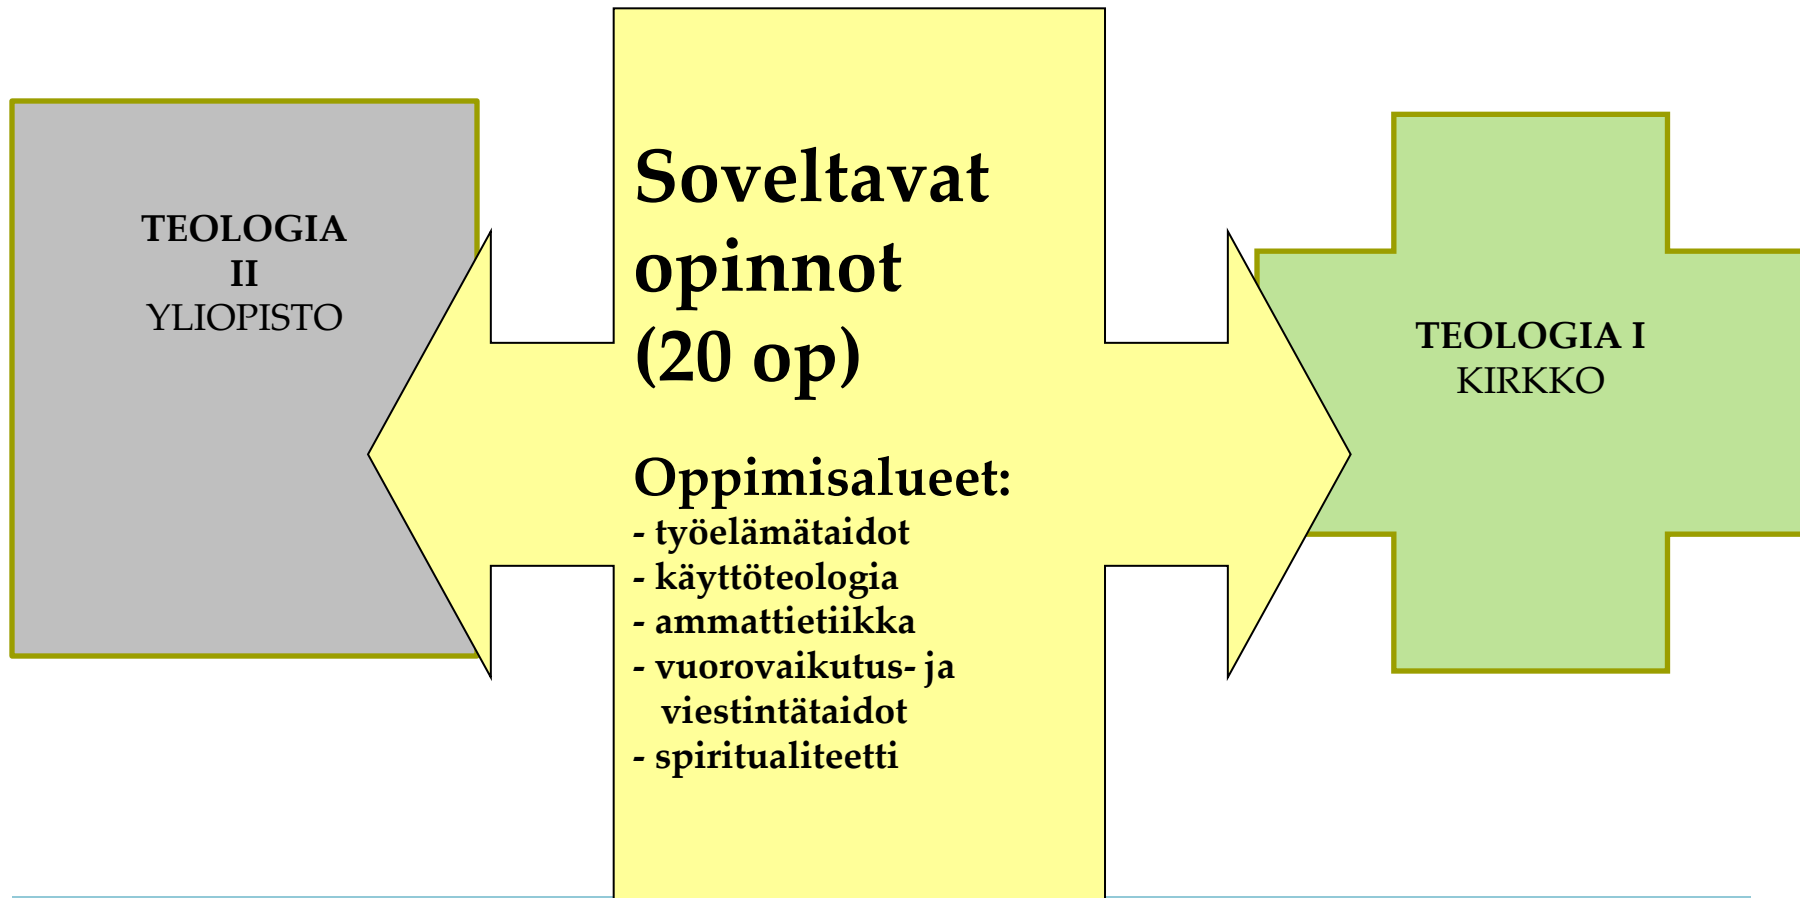 TEOLOGIA
II
YLIOPISTO
Soveltavat
opinnot
(20 op)
Oppimisalueet:
- työelämätaidot
- käyttöteologia
- ammattietiikka
- vuorovaikutus- ja
viestintätaidot
- spiritualiteetti
TEOLOGIA I
KIRKKO